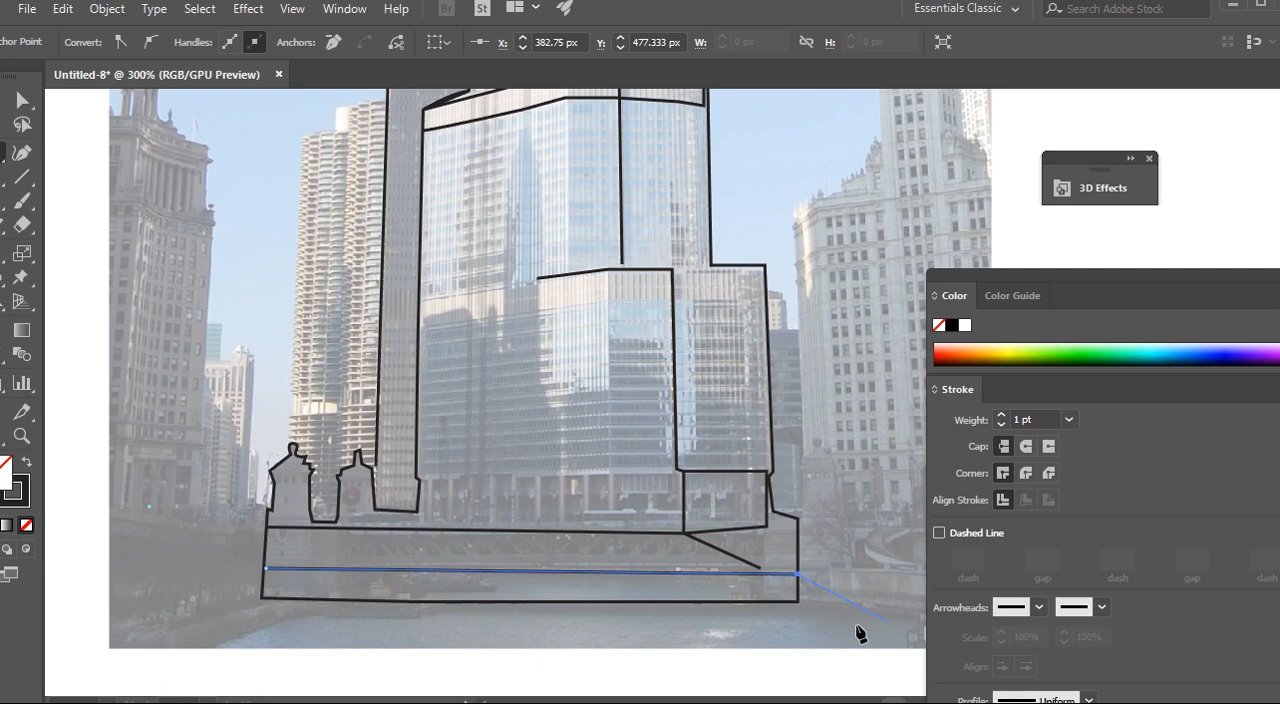 File Edit Object Type Select Effect View Window Help Br St Essentials Classic Search Adobe Stock
chor Point Convert: Handles: Anchors: X: 382.75 px Y: 477.333 px W: 0 px H: 0 px
Untitled-8* @ 300% (RGB/GPU Preview)
3D Effects
Color Color Guide
Stroke
Weight: 1 pt
Cap:
Corner:
Align Stroke:
Dashed Line
dash gap dash gap dash
Arrowheads:
Scale: 100% 100%
Align:
Profile: Uniform